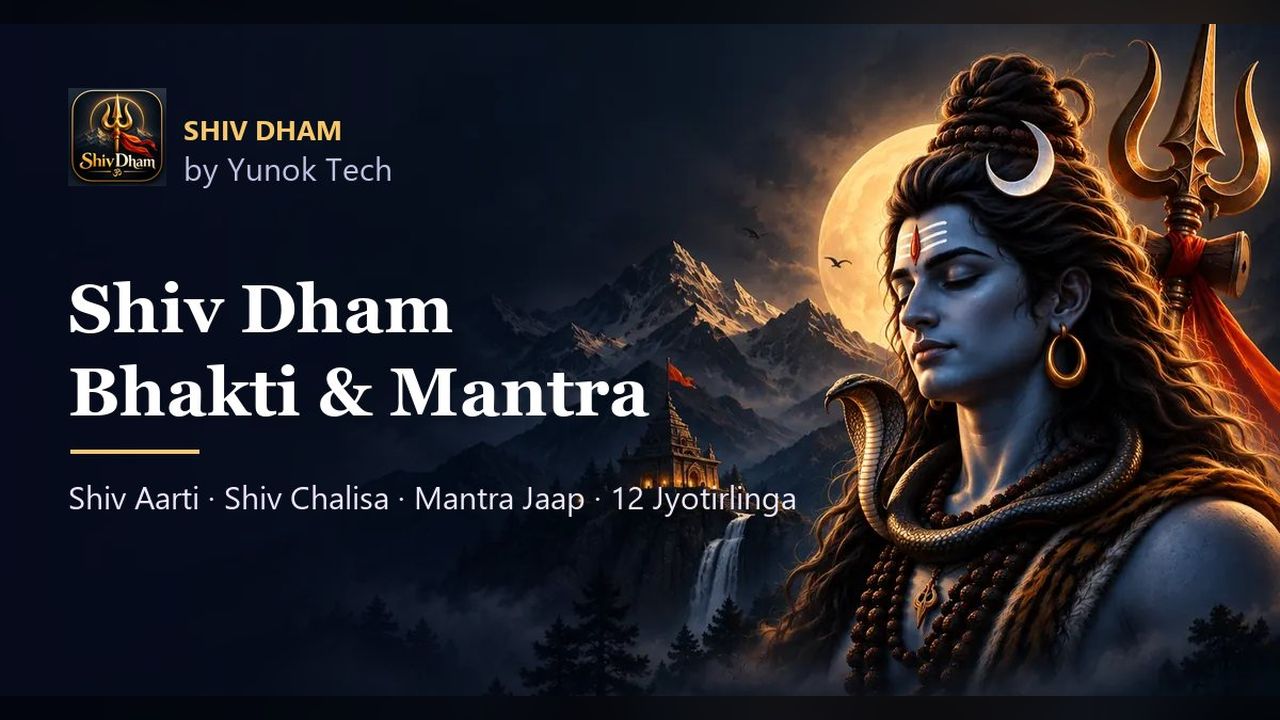 ShivDham
ॐ
SHIV DHAM
by Yunok Tech
Shiv Dham
Bhakti & Mantra
Shiv Aarti · Shiv Chalisa · Mantra Jaap · 12 Jyotirlinga